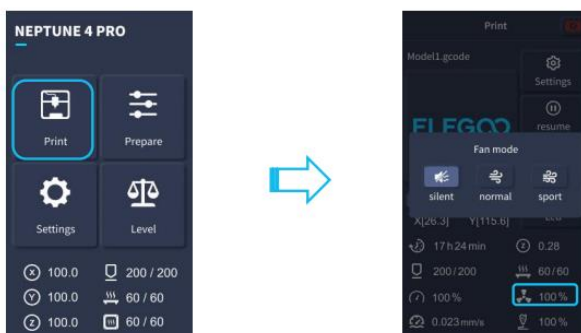 NEPTUNE 4 PRO
Print
Prepare
Settings
Level
X 100.0
200 / 200
Y 100.0
60 / 60
Z 100.0
60 / 60
Print
Model1.gcode
Settings
resume
ELEGOO
Fan mode
silent
normal
sport
X[26.3]
Y[115.6]
17 h 24 min
Z 0.28
200/200
60/60
100%
100%
0.023mm/s
100%